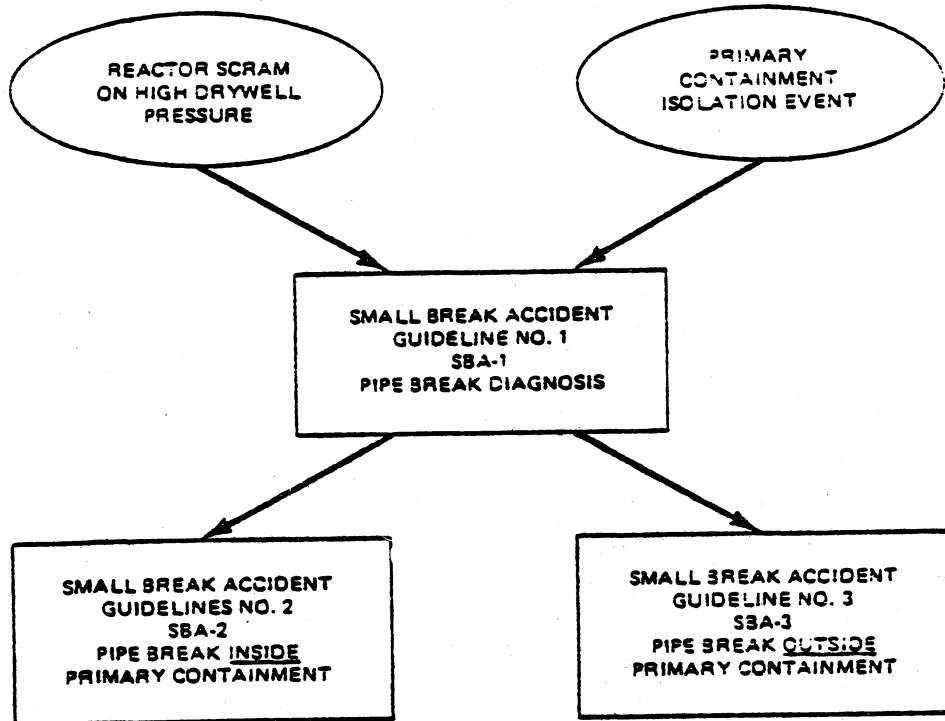 REACTOR SCRAM
ON HIGH DRYWELL
PRESSURE
PRIMARY
CONTAINMENT
ISOLATION EVENT
SMALL BREAK ACCIDENT
GUIDELINE NO. 1
SBA-1
PIPE BREAK DIAGNOSIS
SMALL BREAK ACCIDENT
GUIDELINES NO. 2
SBA-2
PIPE BREAK INSIDE
PRIMARY CONTAINMENT
SMALL BREAK ACCIDENT
GUIDELINE NO. 3
SBA-3
PIPE BREAK OUTSIDE
PRIMARY CONTAINMENT